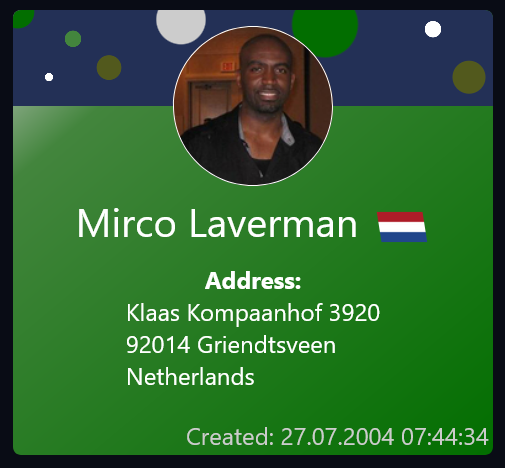 Mirco Laverman
Address:
Klaas Kompaanhof 3920
92014 Griendtsveen
Netherlands
Created: 27.07.2004 07:44:34